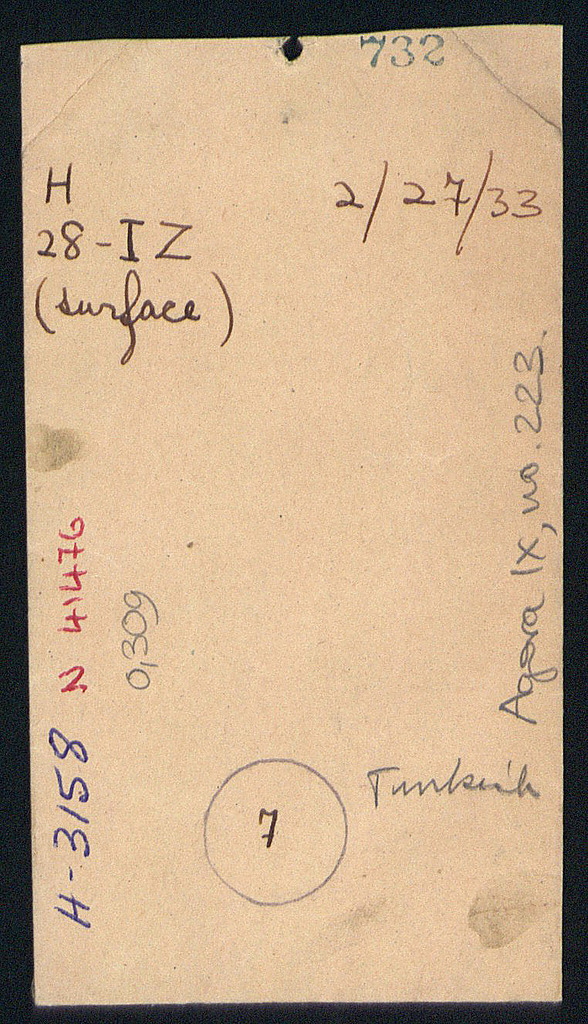 732
H
2/27/33
28-IZ
(surface)
Agora IX, no. 223.
N 41476
0,309
H-3158
Turkish
7